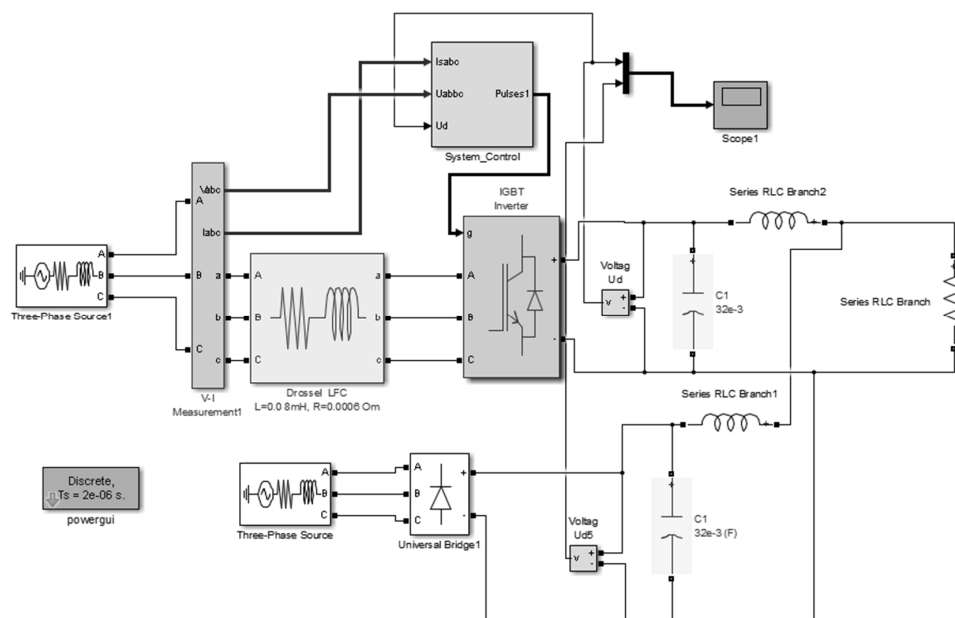 Isabc
Uabbc
Ud
Pulses1
System_Control
Scope1
Vabc
A
Iabc
B
C
a
b
c
V-I
Measurement1
A
B
C
Three-Phase Source1
A
B
C
a
b
c
Drossel LFC
L=0.0 8mH, R=0.0006 Om
IGBT
Inverter
g
A
B
C
+
-
Voltag
Ud
v
+
-
+
C1
32e-3
Series RLC Branch2
+
+
Series RLC Branch
Series RLC Branch1
+
Discrete,
Ts = 2e-06 s.
powergui
A
B
C
Three-Phase Source
A
B
C
+
-
Universal Bridge1
Voltag
Ud5
v
+
-
+
C1
32e-3 (F)